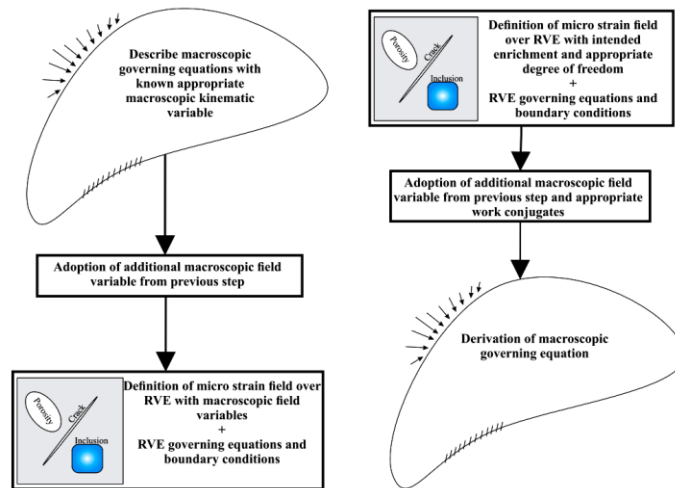 Describe macroscopic
governing equations with
known appropriate
macroscopic kinematic
variable
Adoption of additional macroscopic field
variable from previous step
Porosity
Crack
Inclusion
Definition of micro strain field over
RVE with macroscopic field
variables
+
RVE governing equations and
boundary conditions
Porosity
Crack
Inclusion
Definition of micro strain field
over RVE with intended
enrichment and appropriate
degree of freedom
+
RVE governing equations and
boundary conditions
Adoption of additional macroscopic field
variable from previous step and appropriate
work conjugates
Derivation of macroscopic
governing equation